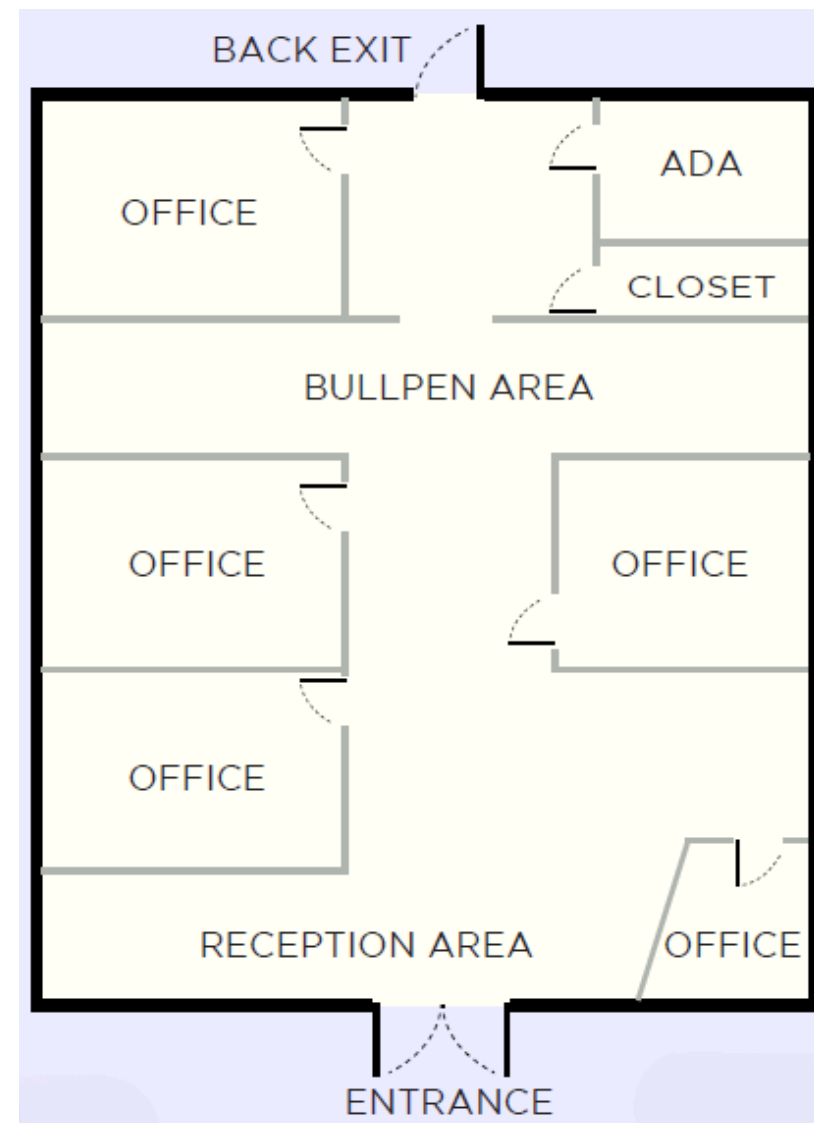 BACK EXIT
ADA
OFFICE
CLOSET
BULLPEN AREA
OFFICE
OFFICE
OFFICE
RECEPTION AREA
OFFICE
ENTRANCE